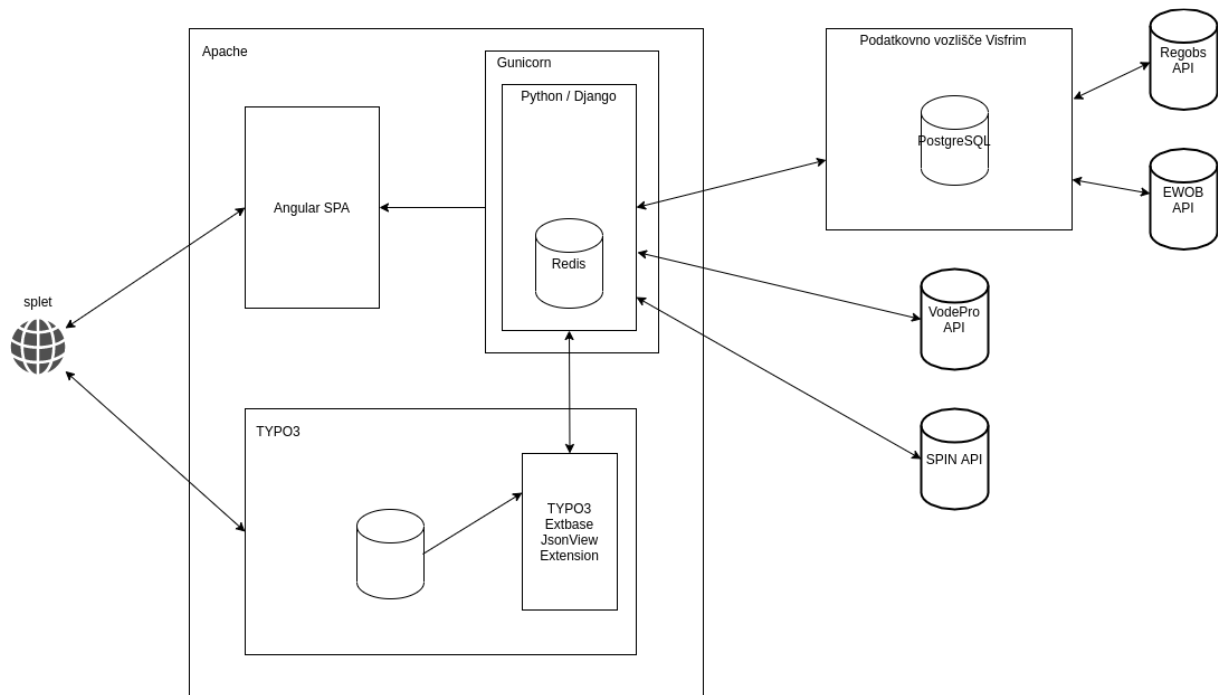 Apache
Gunicorn
Python / Django
Angular SPA
Redis
Podatkovno vozlišče Visfrim
PostgreSQL
Regobs
API
EWOB
API
VodePro
API
SPIN API
splet
TYPO3
TYPO3
Extbase
JsonView
Extension